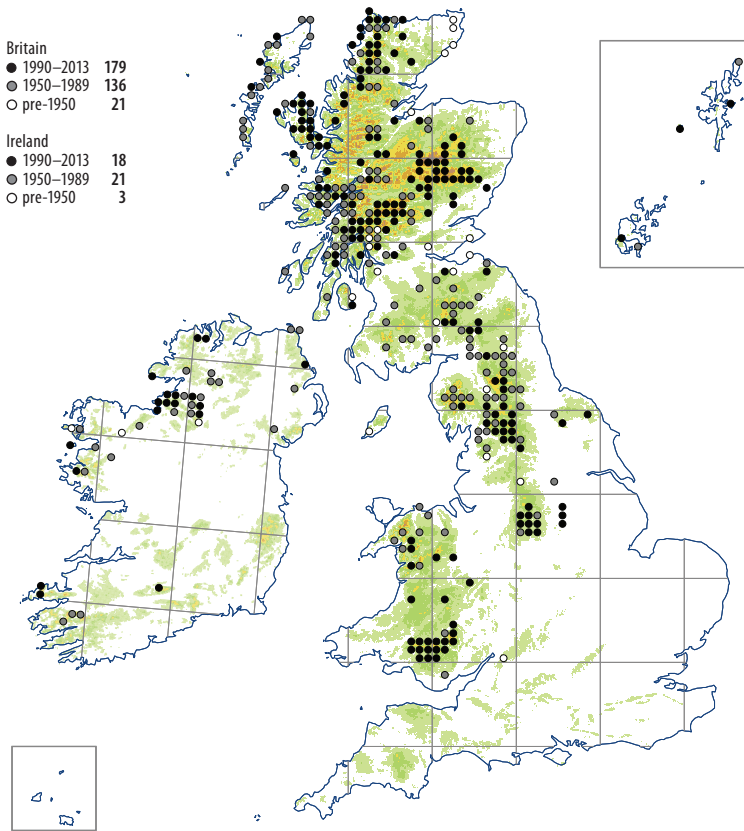 Britain
● 1990–2013 179
● 1950–1989 136
○ pre-1950 21
Ireland
● 1990–2013 18
● 1950–1989 21
○ pre-1950 3